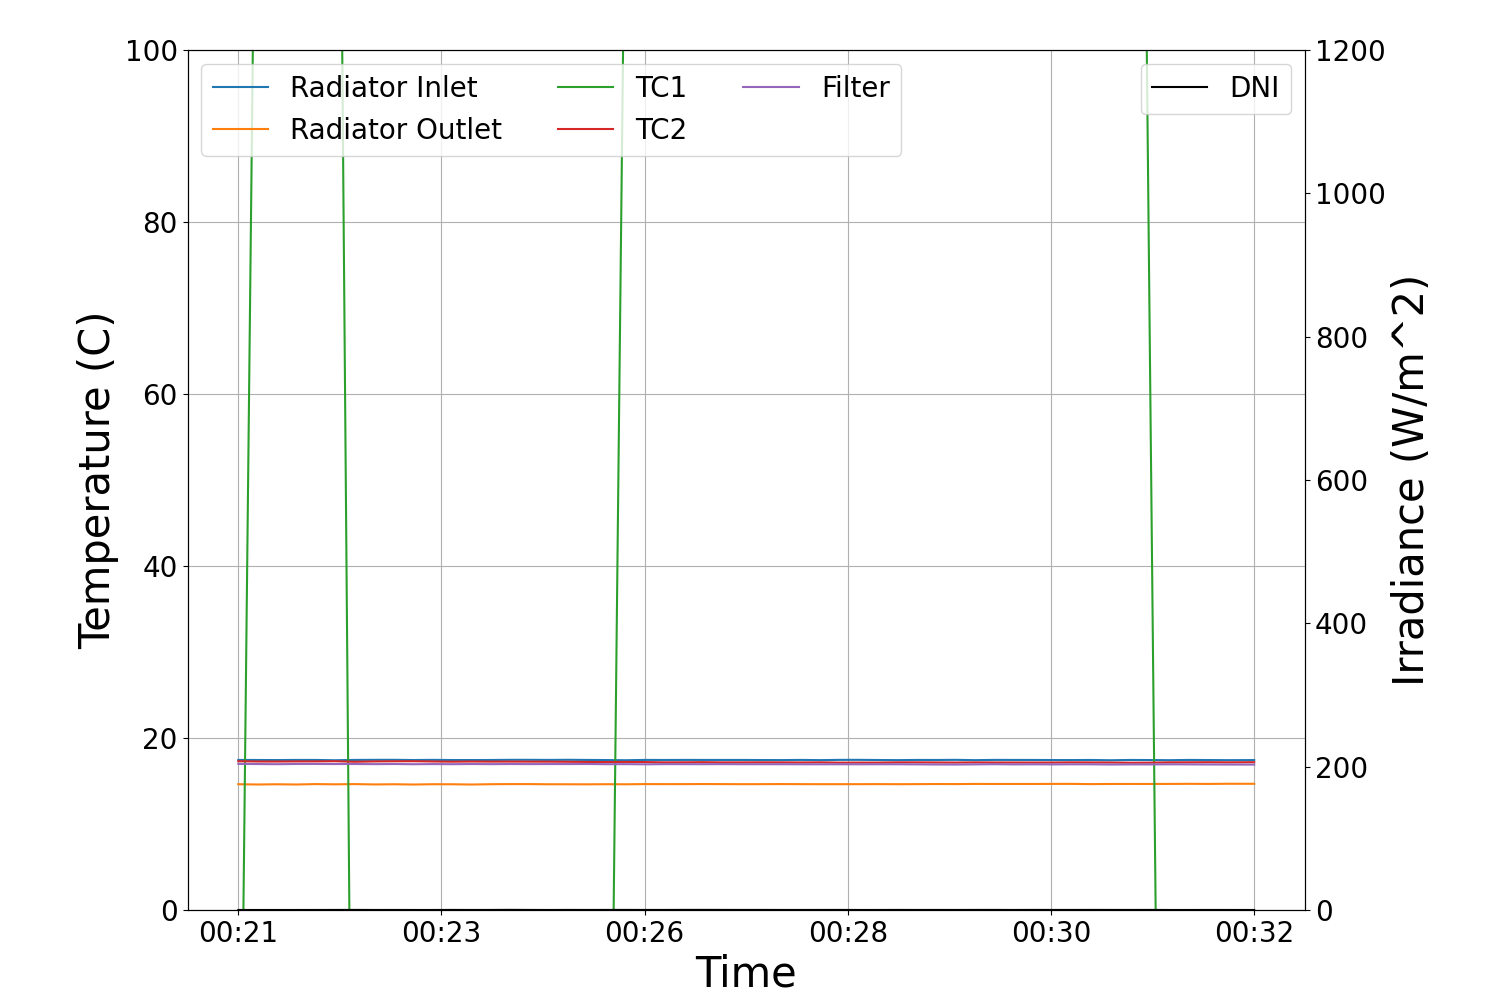 100
80
60
40
20
0
Temperature (C)
Radiator Inlet
Radiator Outlet
TC1
TC2
Filter
DNI
1200
1000
800
600
400
200
0
Irradiance (W/m^2)
00:21 00:23 00:26 00:28 00:30 00:32
Time